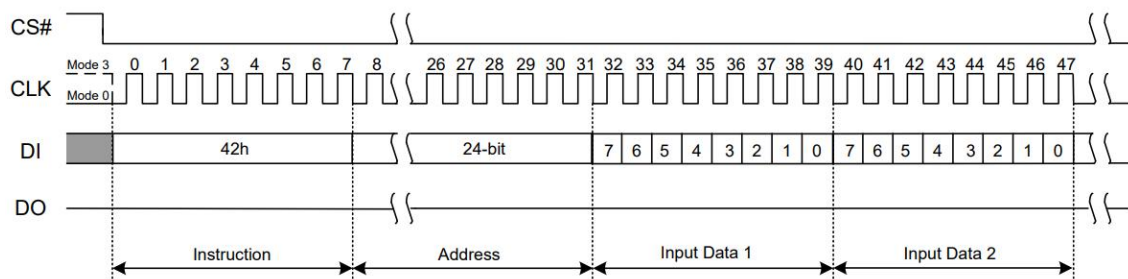 CS#
Mode 3 0 1 2 3 4 5 6 7 8 26 27 28 29 30 31 32 33 34 35 36 37 38 39 40 41 42 43 44 45 46 47
CLK
Mode 0
DI 42h 24-bit 7 6 5 4 3 2 1 0 7 6 5 4 3 2 1 0
DO
Instruction Address Input Data 1 Input Data 2